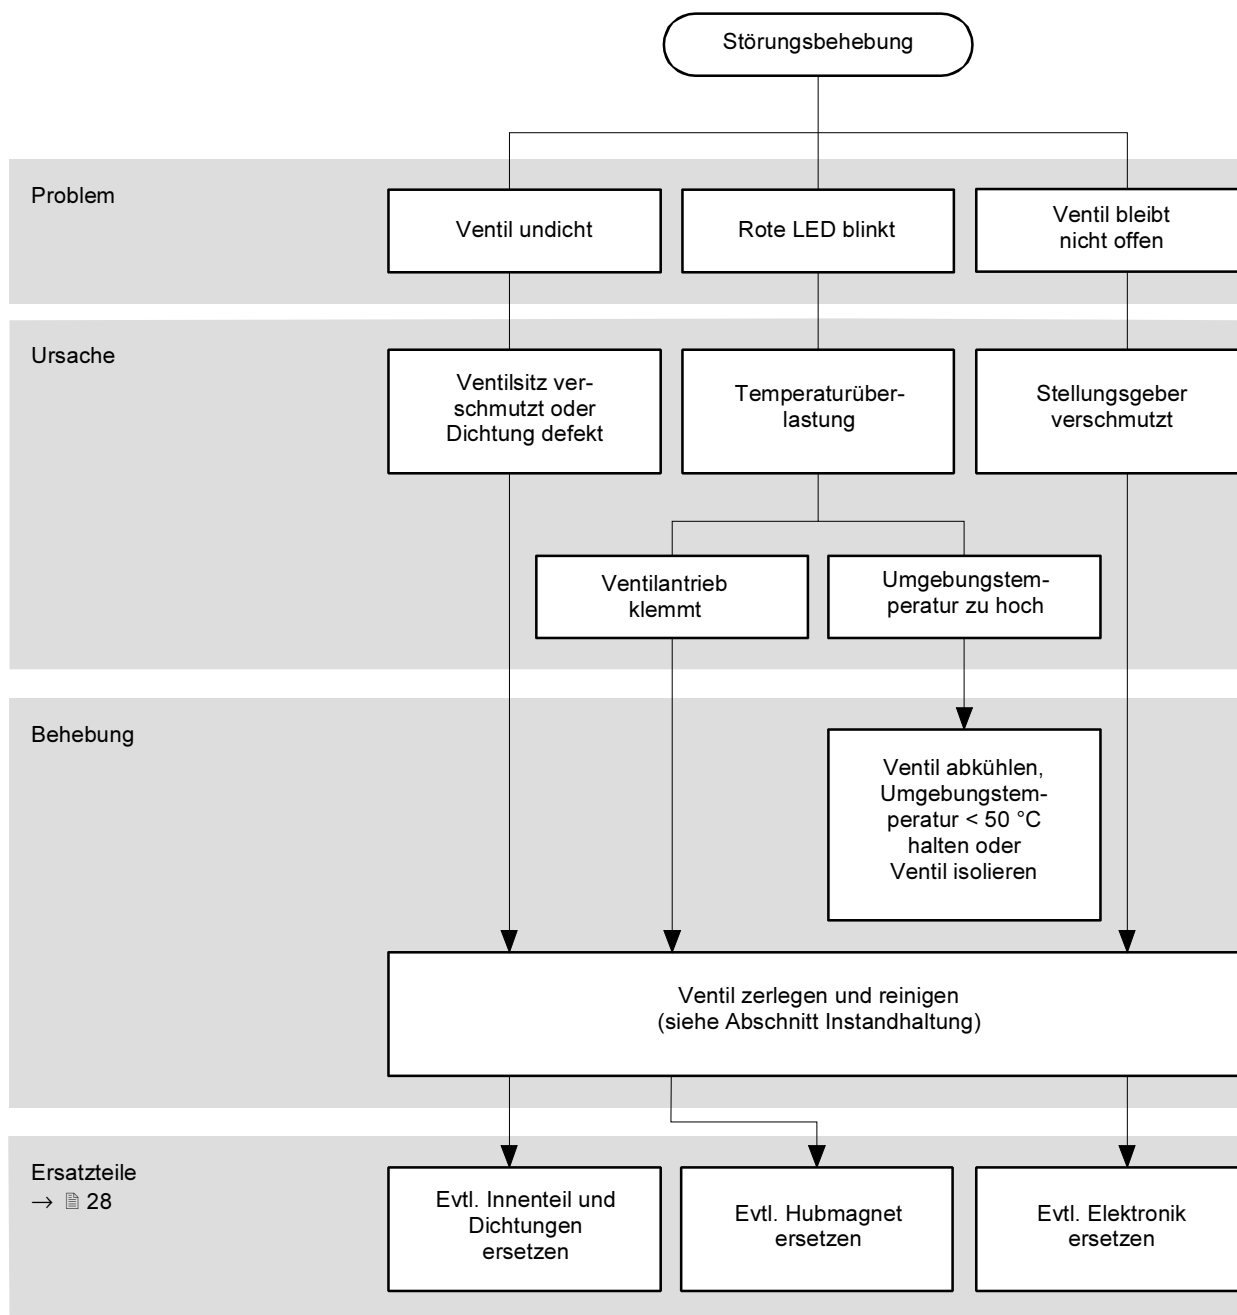 Störungsbehebung
Problem
Ventil undicht
Rote LED blinkt
Ventil bleibt
nicht offen
Ursache
Ventilsitz ver-
schmutzt oder
Dichtung defekt
Temperaturüber-
lastung
Stellungsgeber
verschmutzt
Ventilantrieb
klemmt
Umgebungstem-
peratur zu hoch
Behebung
Ventil abkühlen,
Umgebungstem-
peratur < 50 °C
halten oder
Ventil isolieren
Ventil zerlegen und reinigen
(siehe Abschnitt Instandhaltung)
Ersatzteile
→ 28
Evtl. Innenteil und
Dichtungen
ersetzen
Evtl. Hubmagnet
ersetzen
Evtl. Elektronik
ersetzen